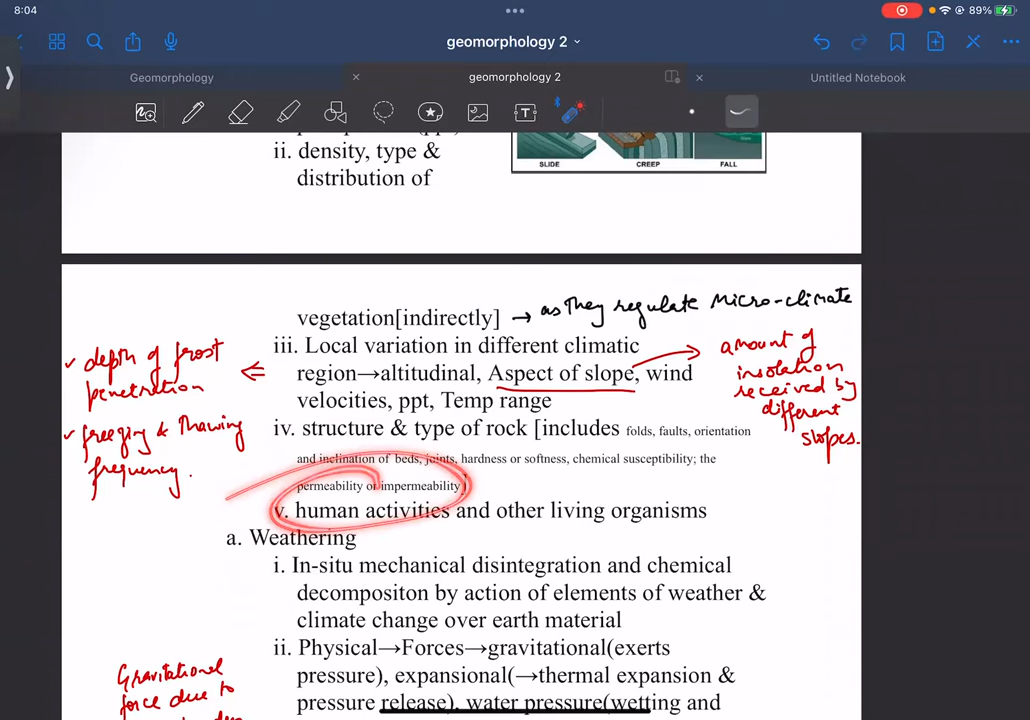 8:04
89%
geomorphology 2
Geomorphology
geomorphology 2
Untitled Notebook
ii. density, type &
distribution of
SLIDE CREEP FALL
vegetation[indirectly] → as they regulate Micro-climate
iii. Local variation in different climatic
region→altitudinal, Aspect of slope, wind
velocities, ppt, Temp range
amount of
insolation
received by
different
slopes.
✓ depth of frost
penetration
✓ freezing & thawing
frequency.
iv. structure & type of rock [includes folds, faults, orientation
and inclination of beds, joints, hardness or softness, chemical susceptibility; the
permeability or impermeability]
v. human activities and other living organisms
a. Weathering
i. In-situ mechanical disintegration and chemical
decompositon by action of elements of weather &
climate change over earth material
ii. Physical→Forces→gravitational(exerts
pressure), expansional(→thermal expansion &
pressure release), water pressure(wetting and
Gravitational
force due to